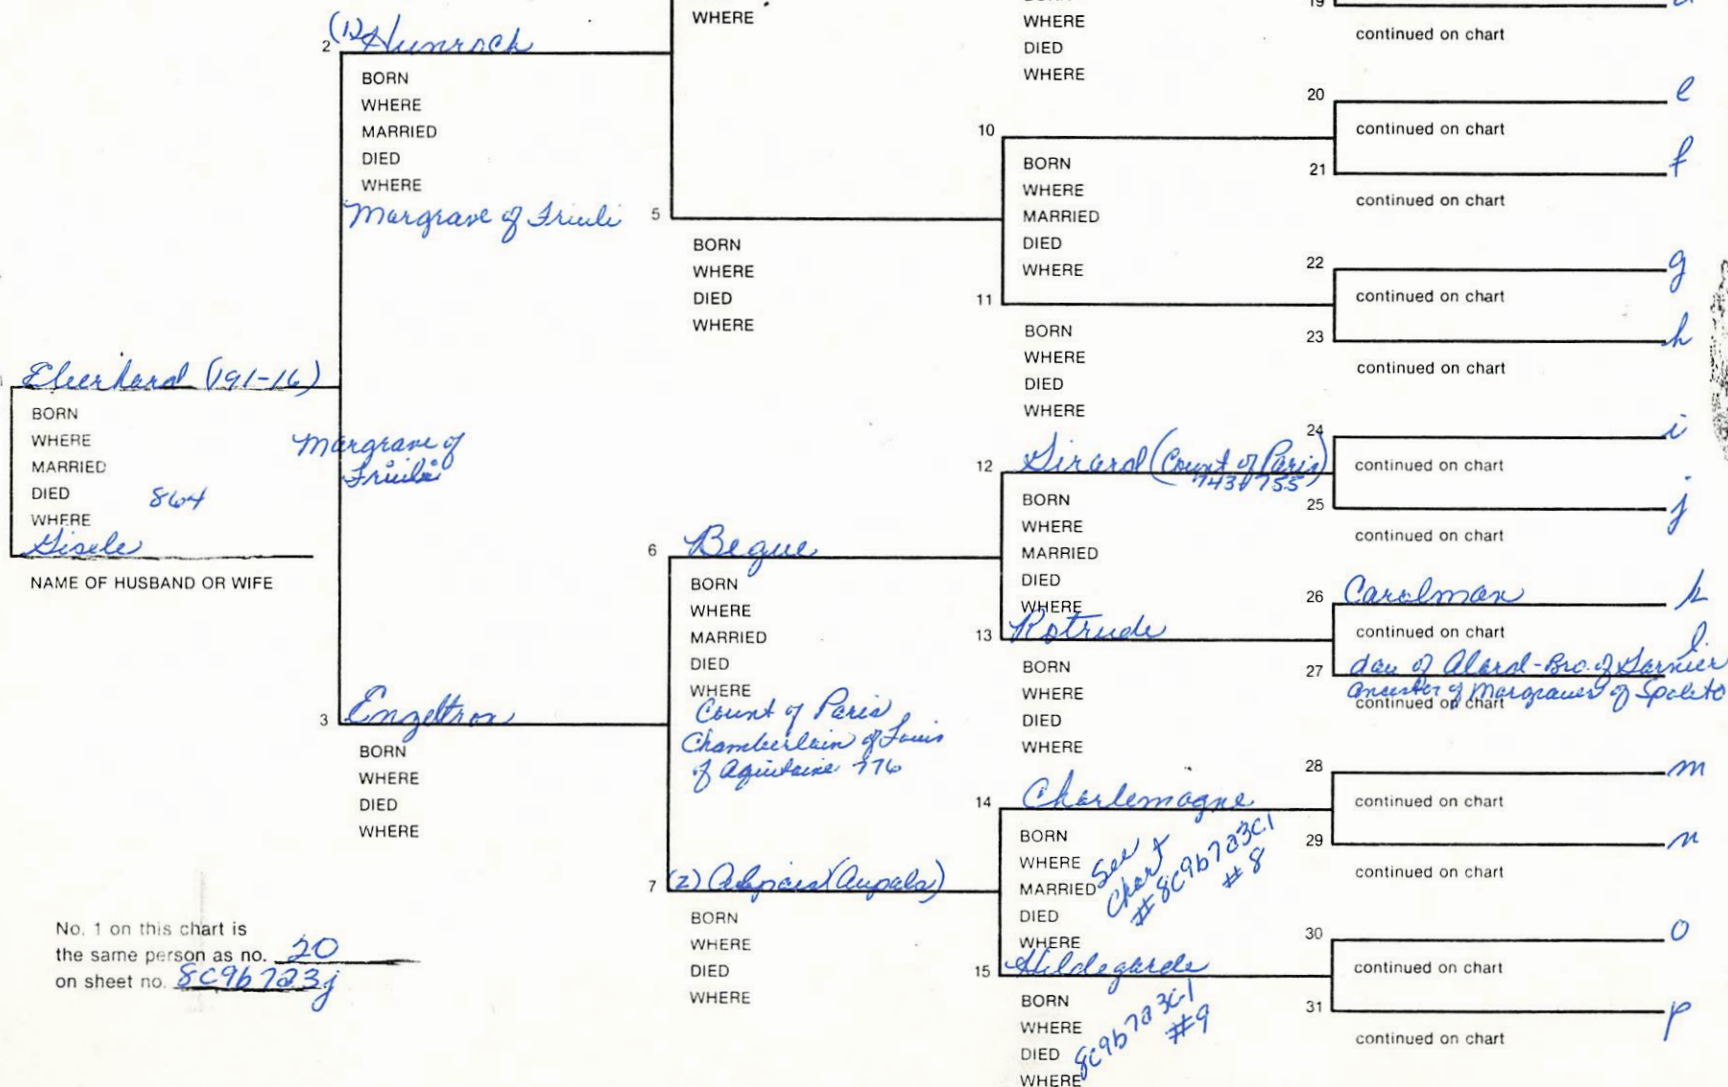 (1) Hunroch
2
BORN
WHERE
MARRIED
DIED
WHERE
Margrave of Friuli
WHERE
WHERE
DIED
WHERE
19
continued on chart
20
e
continued on chart
21
f
continued on chart
10
BORN
WHERE
MARRIED
DIED
WHERE
5
BORN
WHERE
DIED
WHERE
22
g
continued on chart
23
h
continued on chart
11
BORN
WHERE
DIED
WHERE
Eberhard (191-16)
BORN
WHERE
MARRIED
DIED 864
WHERE
Margrave of
Friuli
Gisele
NAME OF HUSBAND OR WIFE
12 Girard (Count of Paris)
743 755
BORN
WHERE
MARRIED
DIED
WHERE
24
i
continued on chart
25
j
continued on chart
6 Begue
BORN
WHERE
MARRIED
DIED
WHERE
Count of Paris
Chamberlain of Louis
of Aquitaine 776
13 Rotrude
BORN
WHERE
DIED
WHERE
26 Carolman k
continued on chart
l.
27 dau of Alard-Bro. of Garnier
ancestor of Margraves of Spoleto
continued on chart
3 Engeltron
BORN
WHERE
DIED
WHERE
7 (2) Alpais (Aupais)
BORN
WHERE
DIED
WHERE
14 Charlemagne
BORN
WHERE
MARRIED
DIED
WHERE
See
Chart
#8c9b7a3c1
#8
28
m
continued on chart
29
n
continued on chart
15 Hildegarde
BORN
WHERE
DIED
WHERE
8c9b7a3c1
#9
30
o
continued on chart
31
p
continued on chart
No. 1 on this chart is
the same person as no. 20
on sheet no. 8c9b7a3j